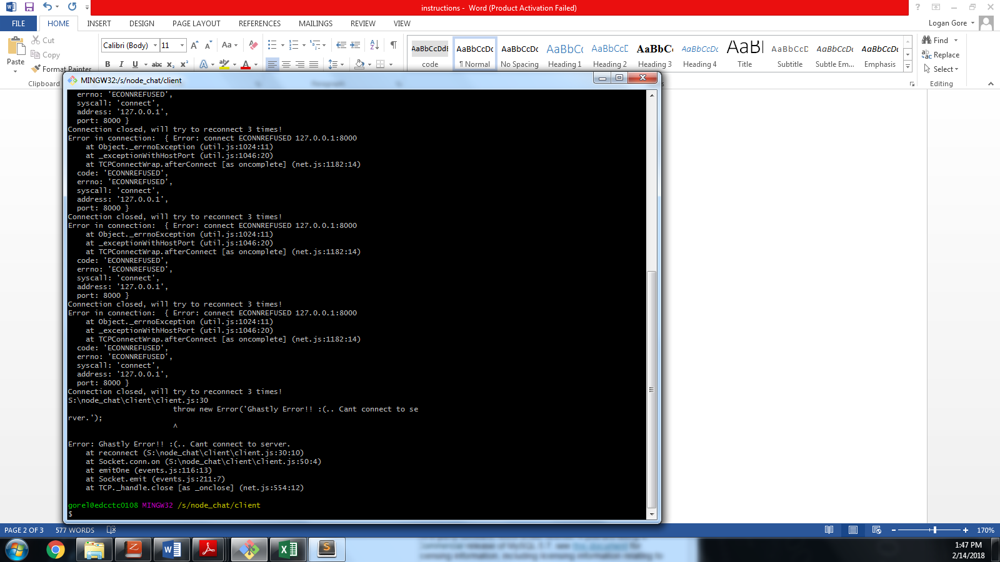 instructions - Word (Product Activation Failed)
FILE HOME INSERT DESIGN PAGE LAYOUT REFERENCES MAILINGS REVIEW VIEW Logan Gore
Cut
Copy
Format Painter
Paste
Clipboard
Calibri (Body) 11
AaBbCcDdE code
AaBbCcDc ¶ Normal
AaBbCcDc No Spacing
AaBbCc Heading 1
AaBbCcD Heading 2
AaBbC Heading 3
AaBbCcDc Heading 4
AaBl Title
AaBbCcD Subtitle
AaBbCcDc Subtle Em...
AaBbCcDc Emphasis
Find
Replace
Select
Editing
MINGW32:/s/node_chat/client
errno: 'ECONNREFUSED',
syscall: 'connect',
address: '127.0.0.1',
port: 8000 }
Connection closed, will try to reconnect 3 times!
Error in connection:  { Error: connect ECONNREFUSED 127.0.0.1:8000
at Object._errnoException (util.js:1024:11)
at _exceptionWithHostPort (util.js:1046:20)
at TCPConnectWrap.afterConnect [as oncomplete] (net.js:1182:14)
code: 'ECONNREFUSED',
errno: 'ECONNREFUSED',
syscall: 'connect',
address: '127.0.0.1',
port: 8000 }
Connection closed, will try to reconnect 3 times!
Error in connection:  { Error: connect ECONNREFUSED 127.0.0.1:8000
at Object._errnoException (util.js:1024:11)
at _exceptionWithHostPort (util.js:1046:20)
at TCPConnectWrap.afterConnect [as oncomplete] (net.js:1182:14)
code: 'ECONNREFUSED',
errno: 'ECONNREFUSED',
syscall: 'connect',
address: '127.0.0.1',
port: 8000 }
Connection closed, will try to reconnect 3 times!
Error in connection:  { Error: connect ECONNREFUSED 127.0.0.1:8000
at Object._errnoException (util.js:1024:11)
at _exceptionWithHostPort (util.js:1046:20)
at TCPConnectWrap.afterConnect [as oncomplete] (net.js:1182:14)
code: 'ECONNREFUSED',
errno: 'ECONNREFUSED',
syscall: 'connect',
address: '127.0.0.1',
port: 8000 }
Connection closed, will try to reconnect 3 times!
S:\node_chat\client\client.js:30
throw new Error('Ghastly Error!! :(.. Cant connect to se
rver.');
^
Error: Ghastly Error!! :(.. Cant connect to server.
at reconnect (S:\node_chat\client\client.js:30:10)
at Socket.conn.on (S:\node_chat\client\client.js:50:4)
at emitOne (events.js:116:13)
at Socket.emit (events.js:211:7)
at TCP._handle.close [as _onclose] (net.js:554:12)
gorel@edcctc0108 MINGW32 /s/node_chat/client
$
PAGE 2 OF 3 577 WORDS 170%
1:47 PM
2/14/2018